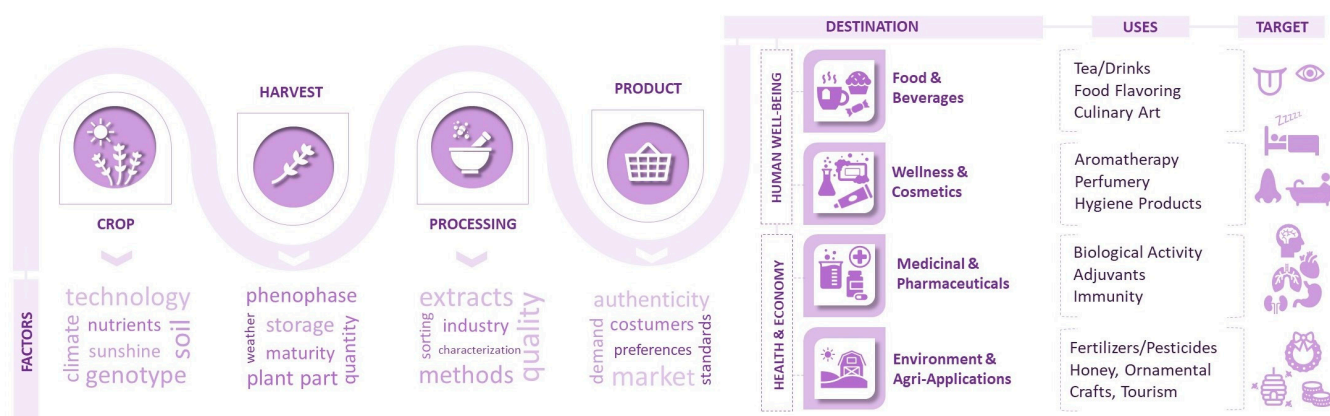 DESTINATION
USES
TARGET
HARVEST
PRODUCT
CROP
PROCESSING
FACTORS
technology
climate
nutrients
sunshine
soil
genotype
phenophase
weather
storage
maturity
quantity
plant part
extracts
sorting
industry
characterization
quality
methods
authenticity
demand
costumers
preferences
standards
market
HUMAN WELL-BEING
Food &
Beverages
Tea/Drinks
Food Flavoring
Culinary Art
Zzzzz
Wellness &
Cosmetics
Aromatherapy
Perfumery
Hygiene Products
HEALTH & ECONOMY
Medicinal &
Pharmaceuticals
Biological Activity
Adjuvants
Immunity
Environment &
Agri-Applications
Fertilizers/Pesticides
Honey, Ornamental
Crafts, Tourism